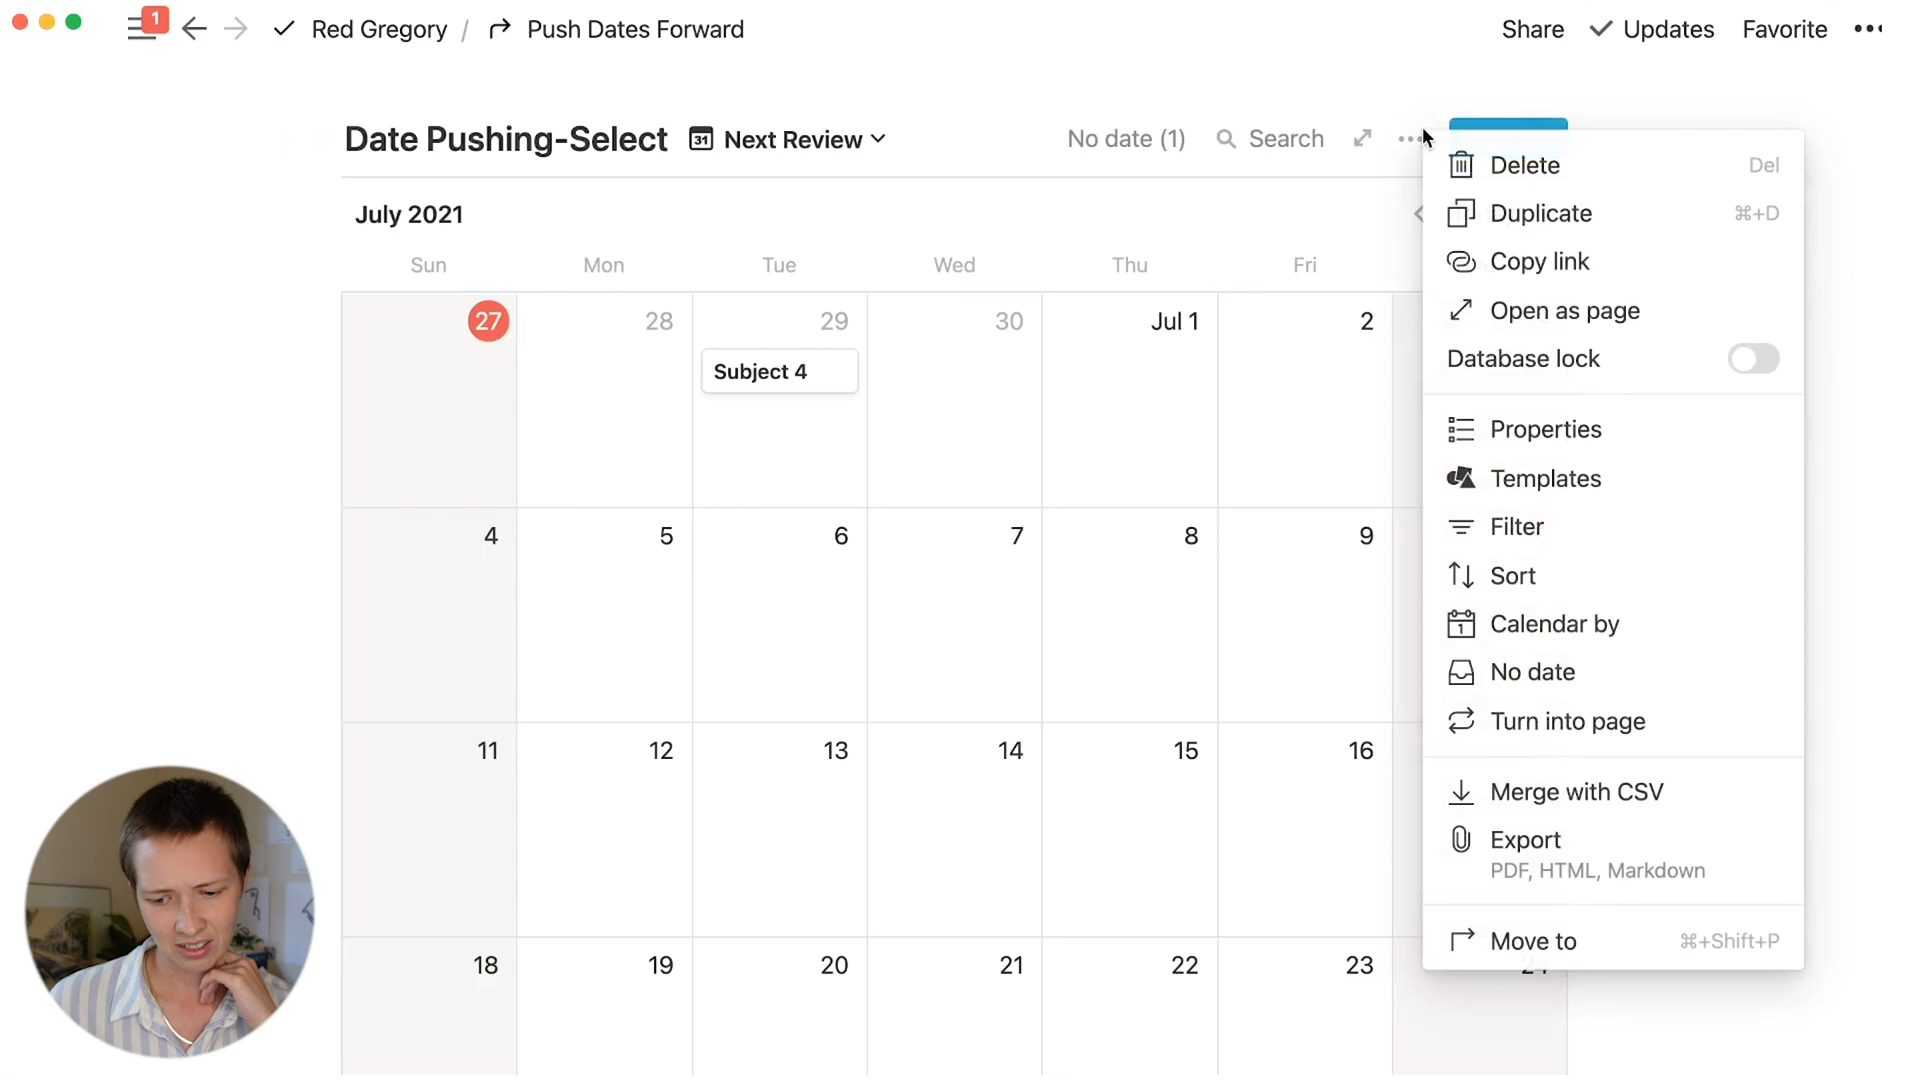 1
Red Gregory / Push Dates Forward
Share Updates Favorite
Date Pushing-Select 31 Next Review
No date (1) Search
July 2021
Sun Mon Tue Wed Thu Fri
27 28 29 30 Jul 1 2
Subject 4
4 5 6 7 8 9
11 12 13 14 15 16
18 19 20 21 22 23 24
Delete Del
Duplicate ⌘+D
Copy link
Open as page
Database lock
Properties
Templates
Filter
Sort
1 Calendar by
No date
Turn into page
Merge with CSV
Export
PDF, HTML, Markdown
Move to ⌘+Shift+P